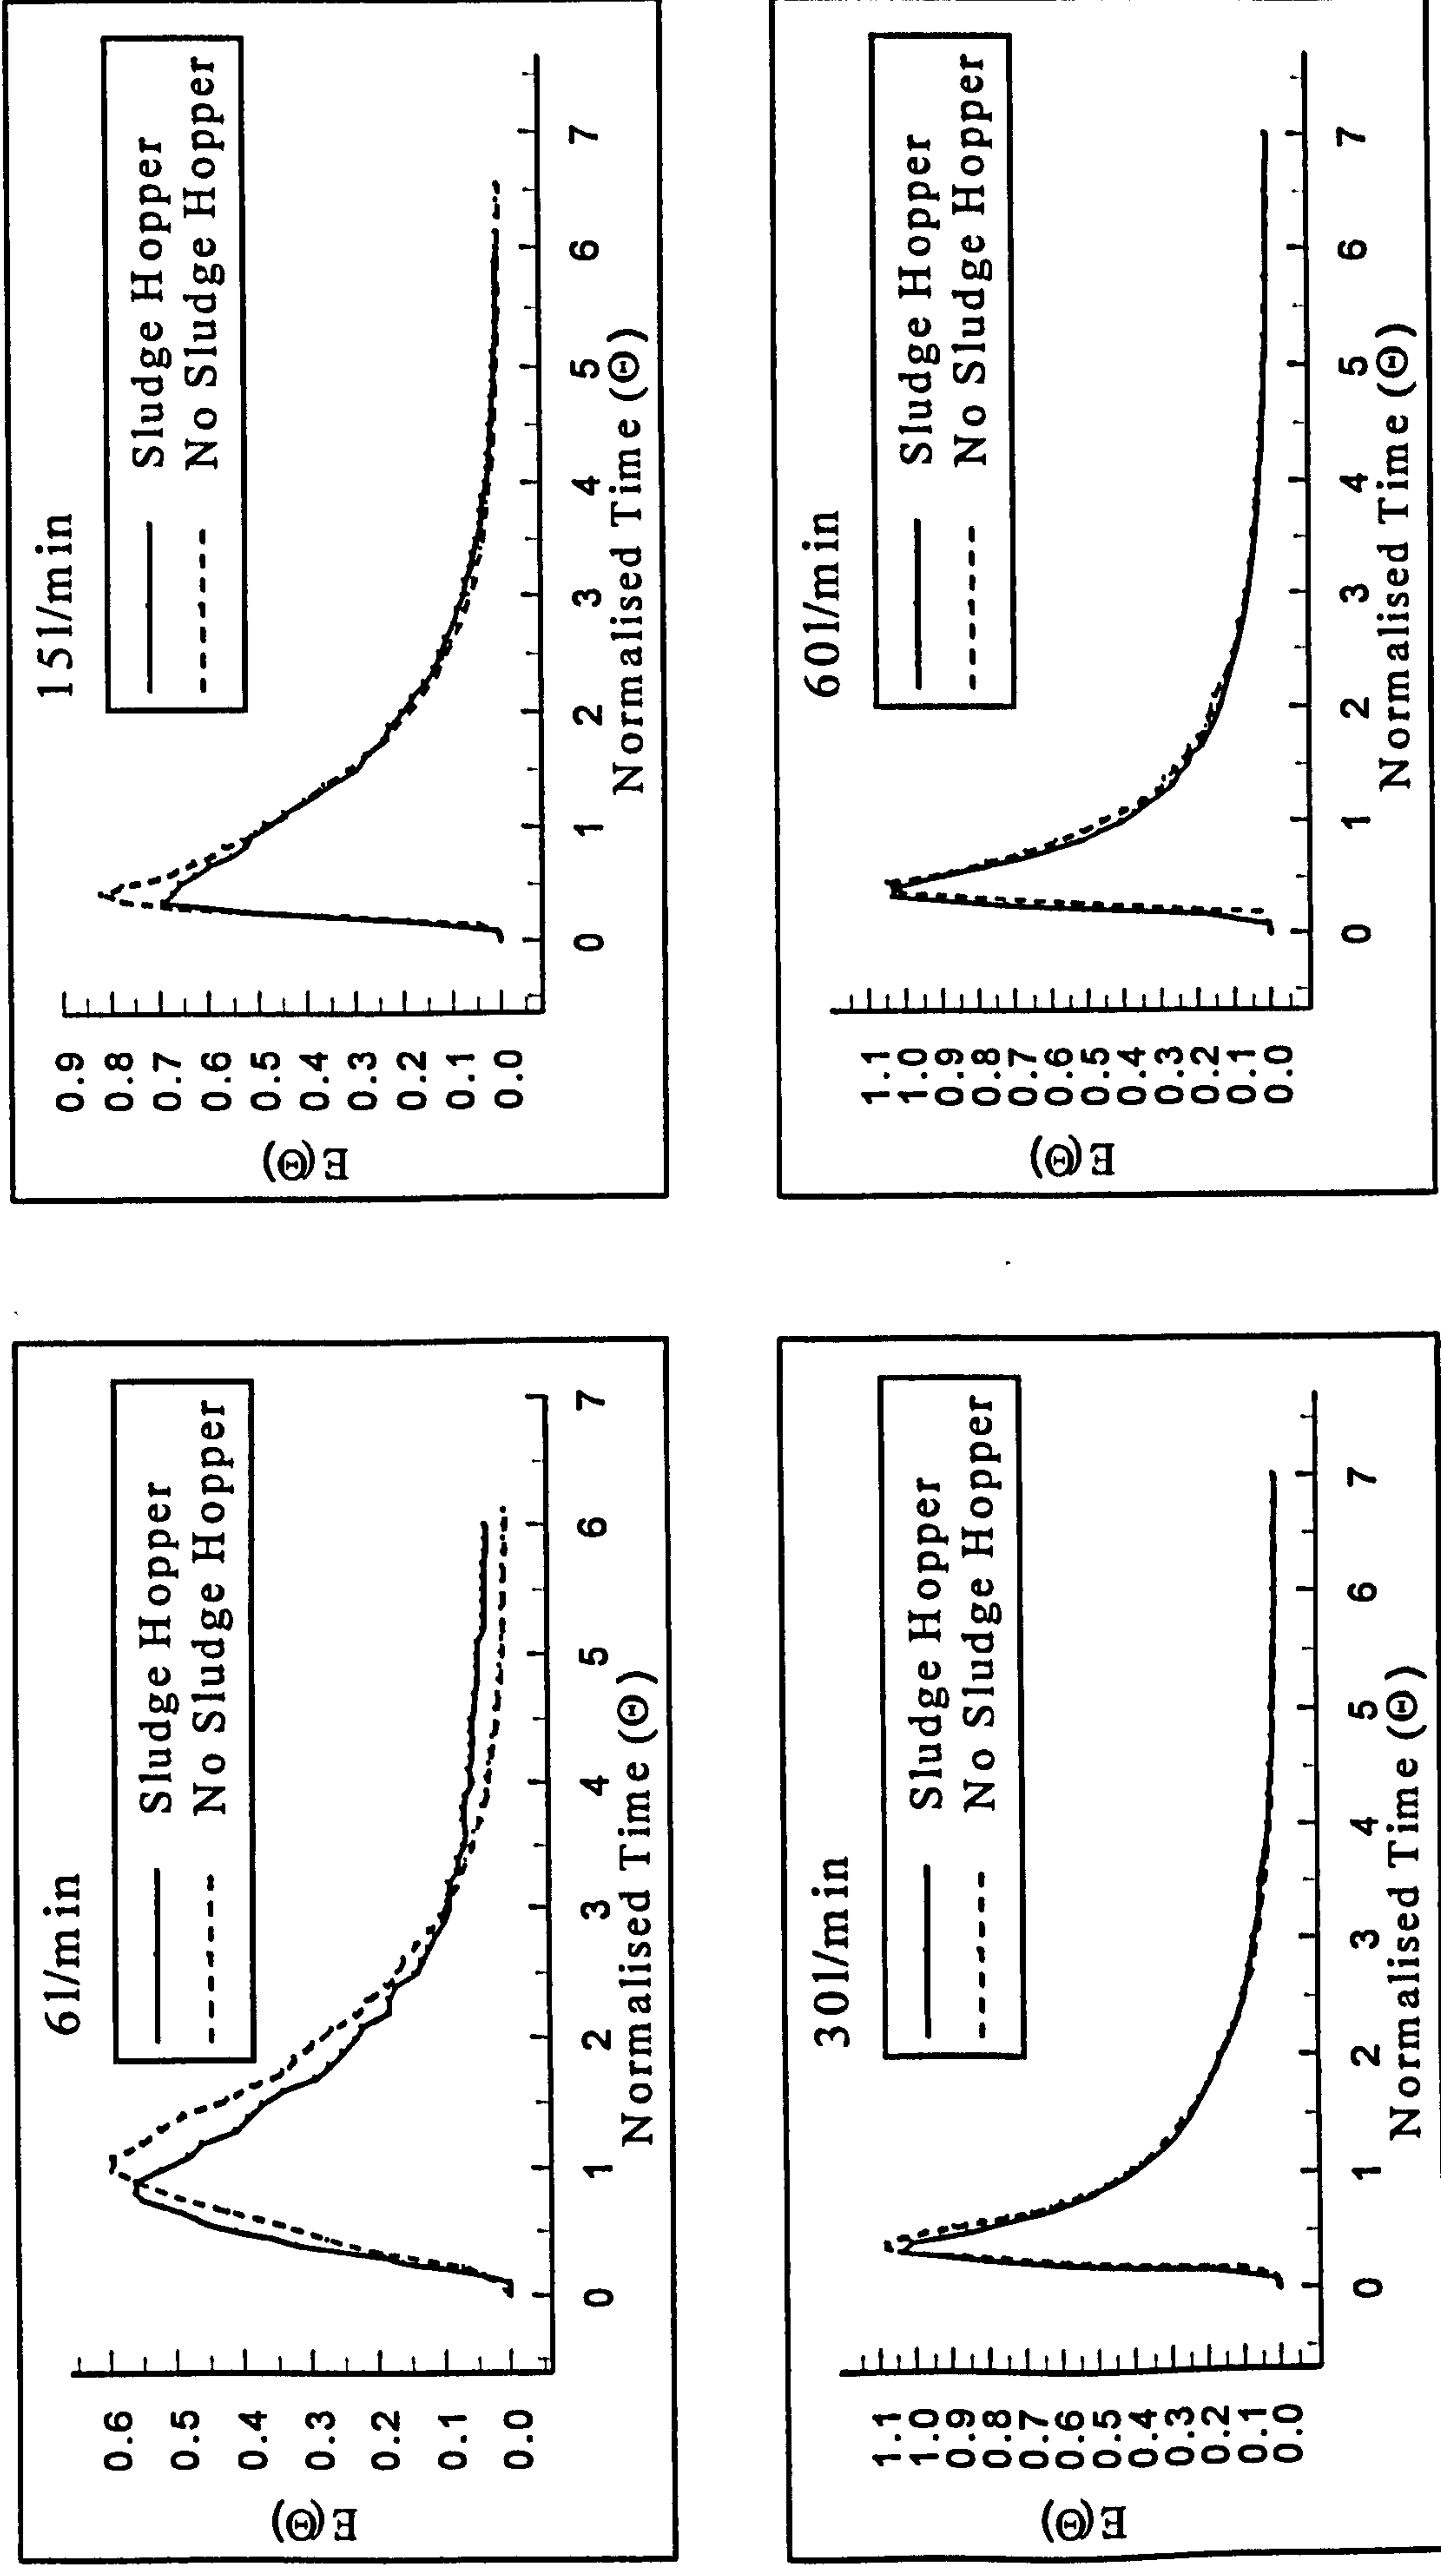 6l/min
Sludge Hopper
No Sludge Hopper
E(Θ)
0.6
0.5
0.4
0.3
0.2
0.1
0.0
0 1 2 3 4 5 6 7
Normalised Time (Θ)
15l/min
Sludge Hopper
No Sludge Hopper
E(Θ)
0.9
0.8
0.7
0.6
0.5
0.4
0.3
0.2
0.1
0.0
0 1 2 3 4 5 6 7
Normalised Time (Θ)
30l/min
Sludge Hopper
No Sludge Hopper
E(Θ)
1.1
1.0
0.9
0.8
0.7
0.6
0.5
0.4
0.3
0.2
0.1
0.0
0 1 2 3 4 5 6 7
Normalised Time (Θ)
60l/min
Sludge Hopper
No Sludge Hopper
E(Θ)
1.1
1.0
0.9
0.8
0.7
0.6
0.5
0.4
0.3
0.2
0.1
0.0
0 1 2 3 4 5 6 7
Normalised Time (Θ)